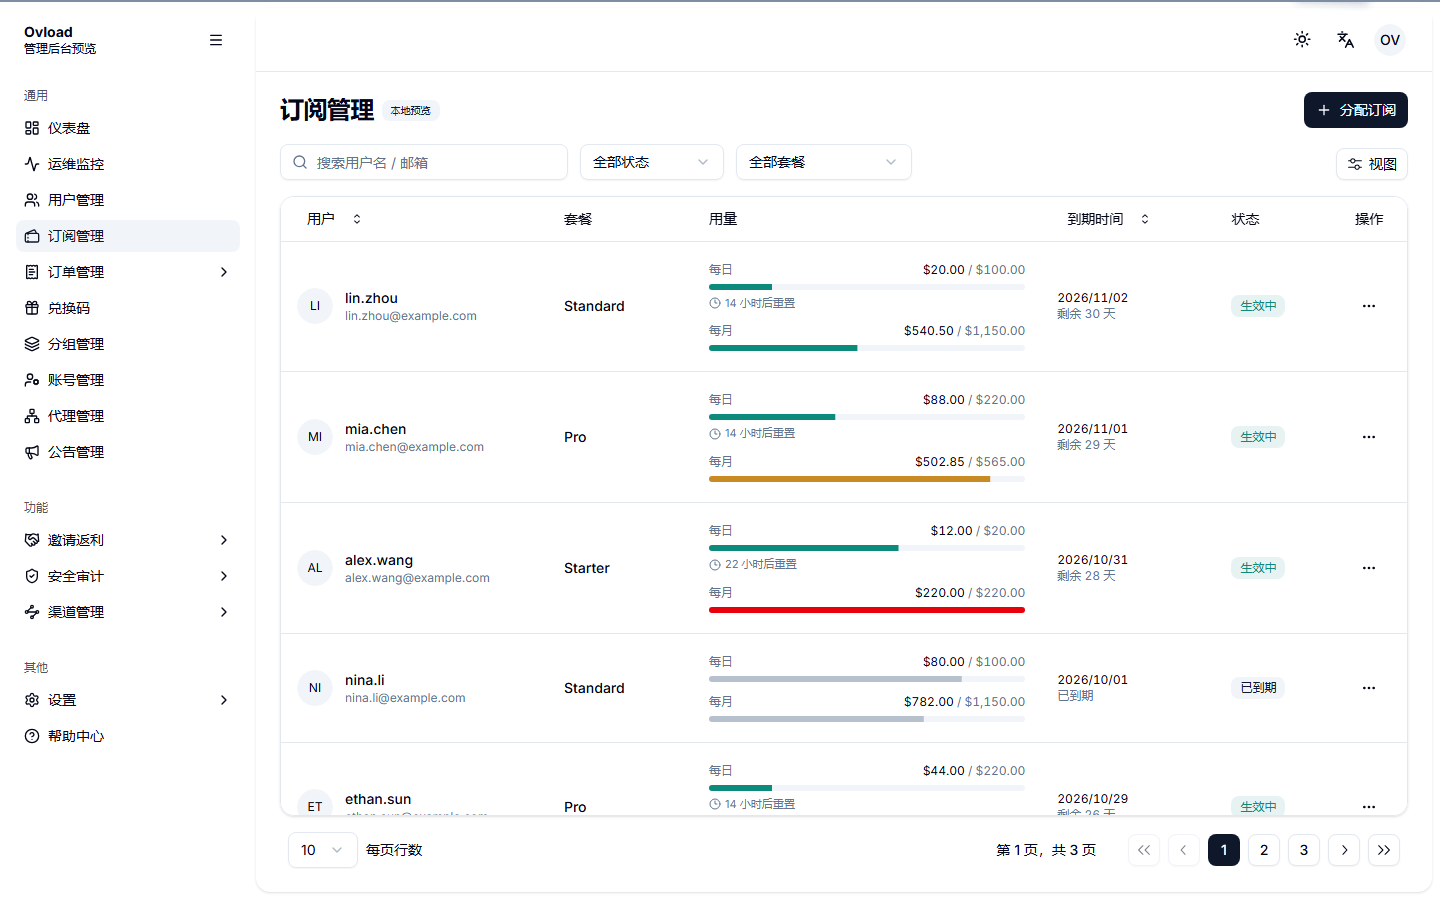 Ovload
管理后台预览
通用
仪表盘
运维监控
用户管理
订阅管理
订单管理
兑换码
分组管理
账号管理
代理管理
公告管理
功能
邀请返利
安全审计
渠道管理
其他
设置
帮助中心
OV
订阅管理 本地预览
分配订阅
搜索用户名 / 邮箱
全部状态
全部套餐
视图
用户 套餐 用量 到期时间 状态 操作
LI
lin.zhou
lin.zhou@example.com
Standard
每日 $20.00 / $100.00
14 小时后重置
每月 $540.50 / $1,150.00
2026/11/02
剩余 30 天
生效中
MI
mia.chen
mia.chen@example.com
Pro
每日 $88.00 / $220.00
14 小时后重置
每月 $502.85 / $565.00
2026/11/01
剩余 29 天
生效中
AL
alex.wang
alex.wang@example.com
Starter
每日 $12.00 / $20.00
22 小时后重置
每月 $220.00 / $220.00
2026/10/31
剩余 28 天
生效中
NI
nina.li
nina.li@example.com
Standard
每日 $80.00 / $100.00
每月 $782.00 / $1,150.00
2026/10/01
已到期
已到期
ET
ethan.sun
ethan.sun@example.com
Pro
每日 $44.00 / $220.00
14 小时后重置
2026/10/29
剩余 26 天
生效中
10 每页行数
第 1 页，共 3 页
1 2 3